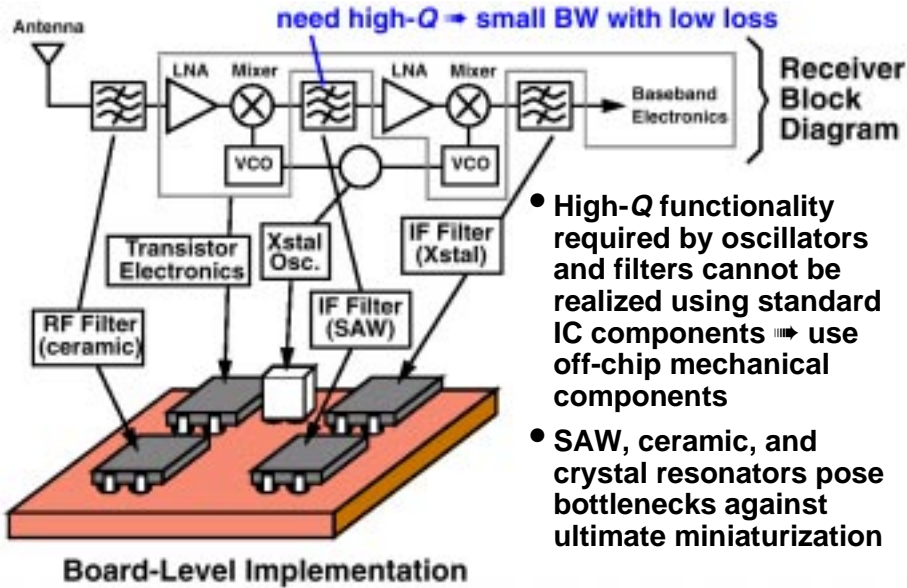 need high-Q ➠ small BW with low loss
Antenna
LNA
Mixer
LNA
Mixer
Baseband
Electronics
VCO
VCO
Receiver
Block
Diagram
Transistor
Electronics
Xstal
Osc.
IF Filter
(Xstal)
RF Filter
(ceramic)
IF Filter
(SAW)
• High-Q functionality
required by oscillators
and filters cannot be
realized using standard
IC components ➠ use
off-chip mechanical
components
• SAW, ceramic, and
crystal resonators pose
bottlenecks against
ultimate miniaturization
Board-Level Implementation